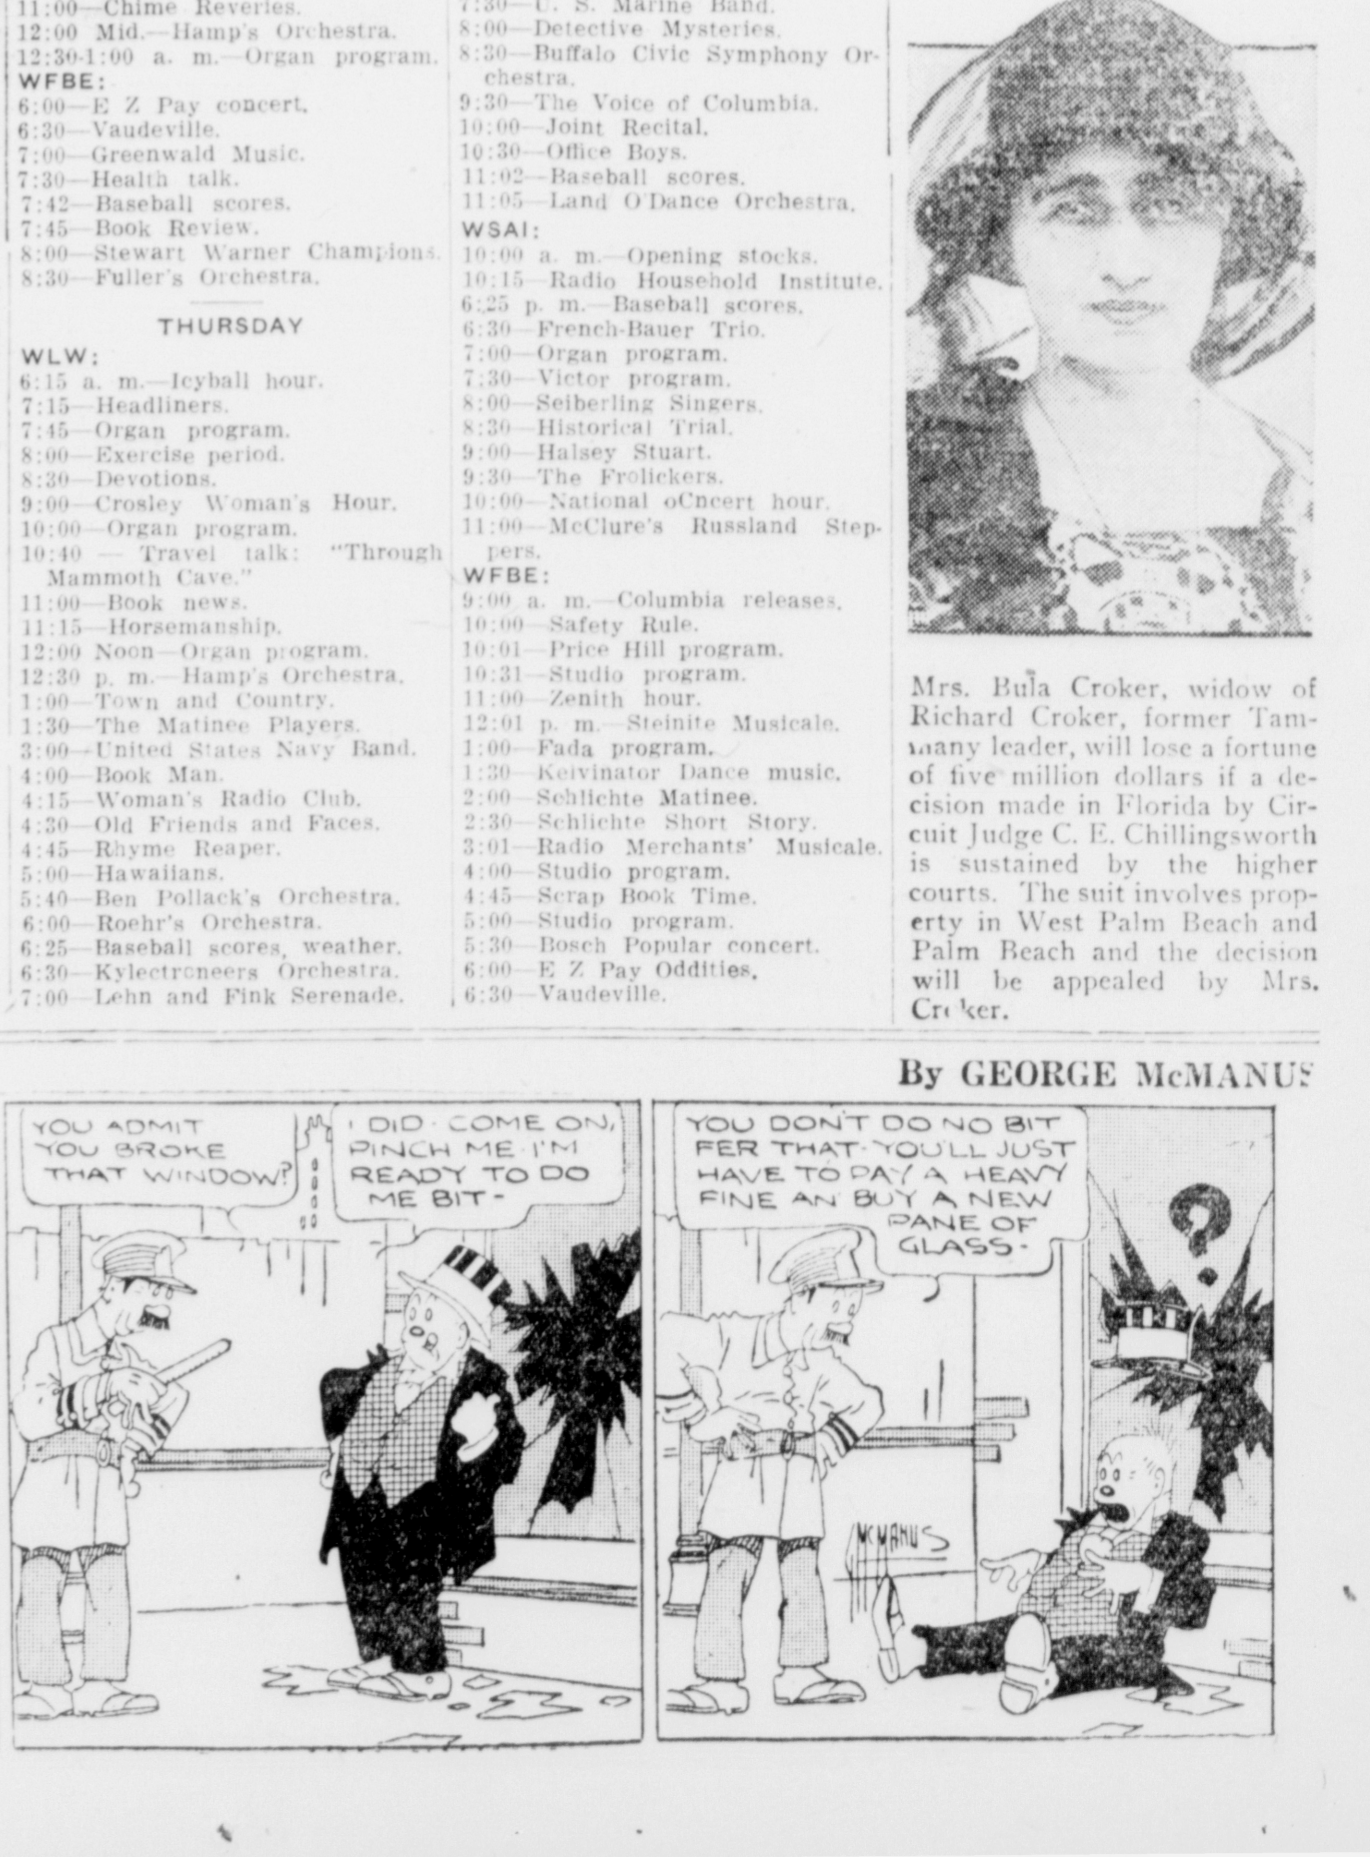 11:00—Chime Reveries.
12:00 Mid.—Hamp's Orchestra.
12:30-1:00 a. m.—Organ program.
WFBE:
6:00—E Z Pay concert.
6:30—Vaudeville.
7:00—Greenwald Music.
7:30—Health talk.
7:42—Baseball scores.
7:45—Book Review.
8:00—Stewart Warner Champions.
8:30—Fuller's Orchestra.
THURSDAY
WLW:
6:15 a. m.—Icyball hour.
7:15—Headliners.
7:45—Organ program.
8:00—Exercise period.
8:30—Devotions.
9:00—Crosley Woman's Hour.
10:00—Organ program.
10:40 — Travel talk: "Through
Mammoth Cave."
11:00—Book news.
11:15—Horsemanship.
12:00 Noon—Organ program.
12:30 p. m.—Hamp's Orchestra.
1:00—Town and Country.
1:30—The Matinee Players.
3:00—United States Navy Band.
4:00—Book Man.
4:15—Woman's Radio Club.
4:30—Old Friends and Faces.
4:45—Rhyme Reaper.
5:00—Hawaiians.
5:40—Ben Pollack's Orchestra.
6:00—Roehr's Orchestra.
6:25—Baseball scores, weather.
6:30—Kylectroneers Orchestra.
7:00—Lehn and Fink Serenade.
7:30—U. S. Marine Band.
8:00—Detective Mysteries.
8:30—Buffalo Civic Symphony Or-
chestra.
9:30—The Voice of Columbia.
10:00—Joint Recital.
10:30—Office Boys.
11:02—Baseball scores.
11:05—Land O'Dance Orchestra.
WSAI:
10:00 a. m.—Opening stocks.
10:15—Radio Household Institute.
6:25 p. m.—Baseball scores.
6:30—French-Bauer Trio.
7:00—Organ program.
7:30—Victor program.
8:00—Seiberling Singers.
8:30—Historical Trial.
9:00—Halsey Stuart.
9:30—The Frolickers.
10:00—National oCncert hour.
11:00—McClure's Russland Step-
pers.
WFBE:
9:00 a. m.—Columbia releases.
10:00—Safety Rule.
10:01—Price Hill program.
10:31—Studio program.
11:00—Zenith hour.
12:01 p. m.—Steinite Musicale.
1:00—Fada program.
1:30—Kelvinator Dance music.
2:00—Schlichte Matinee.
2:30—Schlichte Short Story.
3:01—Radio Merchants' Musicale.
4:00—Studio program.
4:45—Scrap Book Time.
5:00—Studio program.
5:30—Bosch Popular concert.
6:00—E Z Pay Oddities.
6:30—Vaudeville.
Mrs. Bula Croker, widow of
Richard Croker, former Tam-
many leader, will lose a fortune
of five million dollars if a de-
cision made in Florida by Cir-
cuit Judge C. E. Chillingsworth
is sustained by the higher
courts. The suit involves prop-
erty in West Palm Beach and
Palm Beach and the decision
will be appealed by Mrs.
Croker.
By GEORGE McMANUS
YOU ADMIT
YOU BROKE
THAT WINDOW?
I DID - COME ON,
PINCH ME - I'M
READY TO DO
ME BIT -
YOU DON'T DO NO BIT
FER THAT - YOU'LL JUST
HAVE TO PAY A HEAVY
FINE AN' BUY A NEW
PANE OF
GLASS -
?
McMANUS